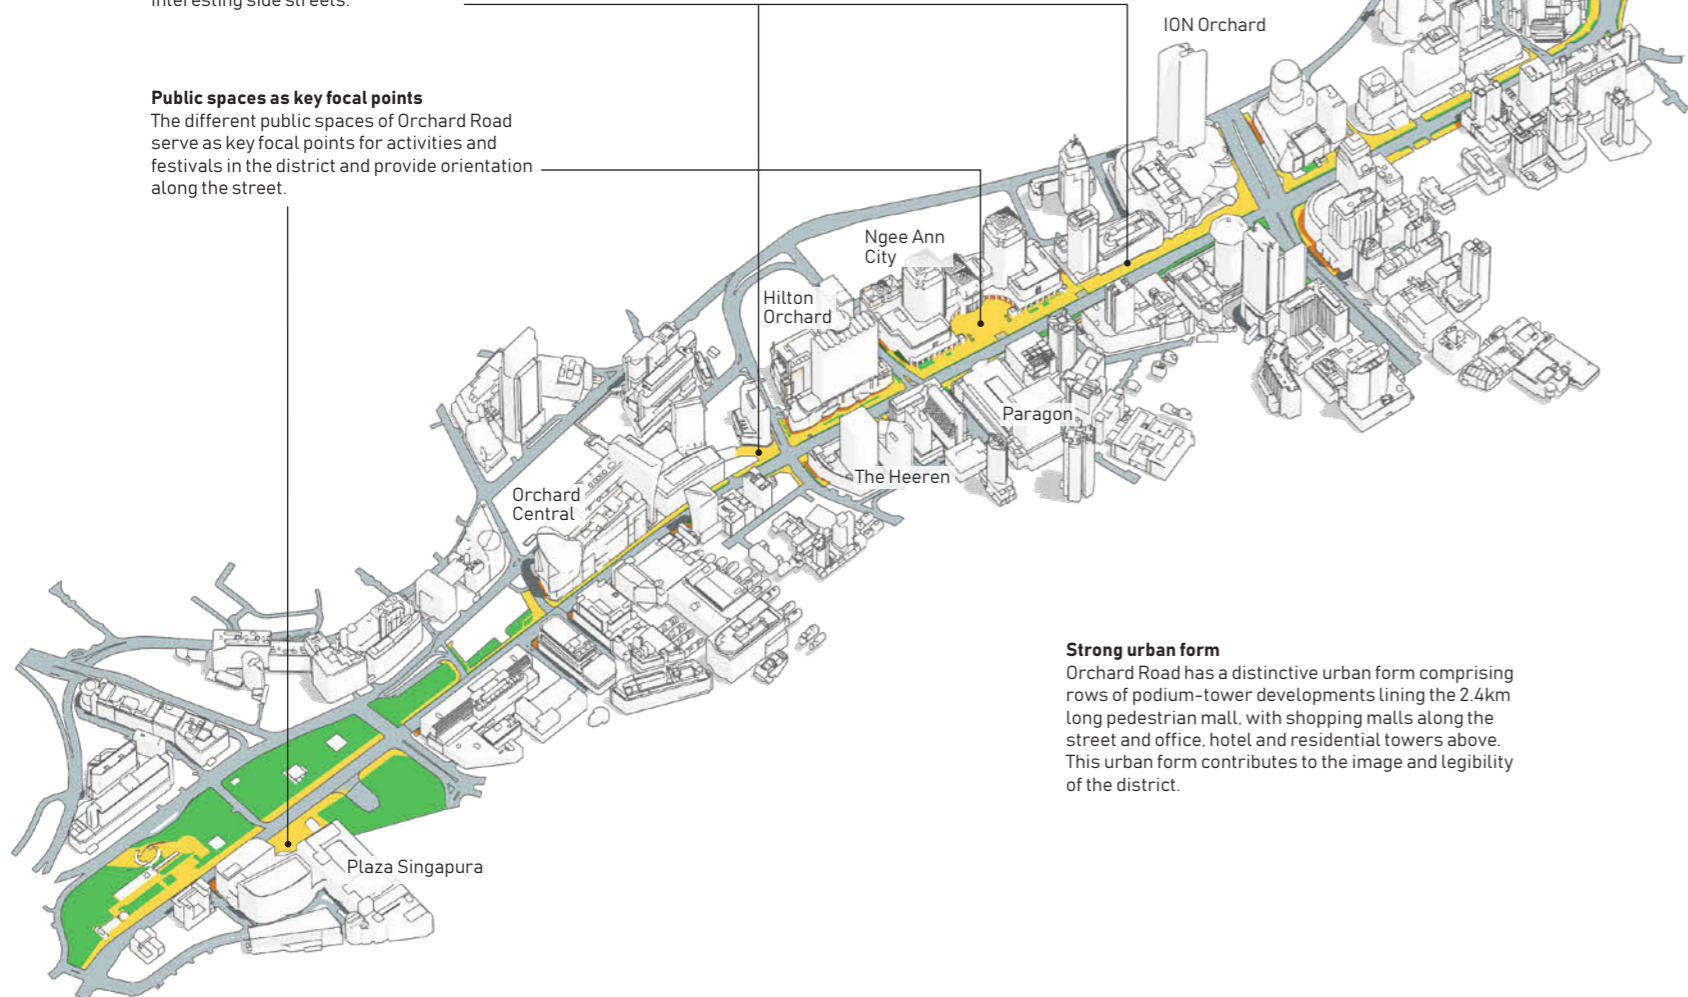 interesting side streets.
Public spaces as key focal points
The different public spaces of Orchard Road
serve as key focal points for activities and
festivals in the district and provide orientation
along the street.
ION Orchard
Ngee Ann
City
Hilton
Orchard
Paragon
The Heeren
Orchard
Central
Strong urban form
Orchard Road has a distinctive urban form comprising
rows of podium-tower developments lining the 2.4km
long pedestrian mall, with shopping malls along the
street and office, hotel and residential towers above.
This urban form contributes to the image and legibility
of the district.
Plaza Singapura